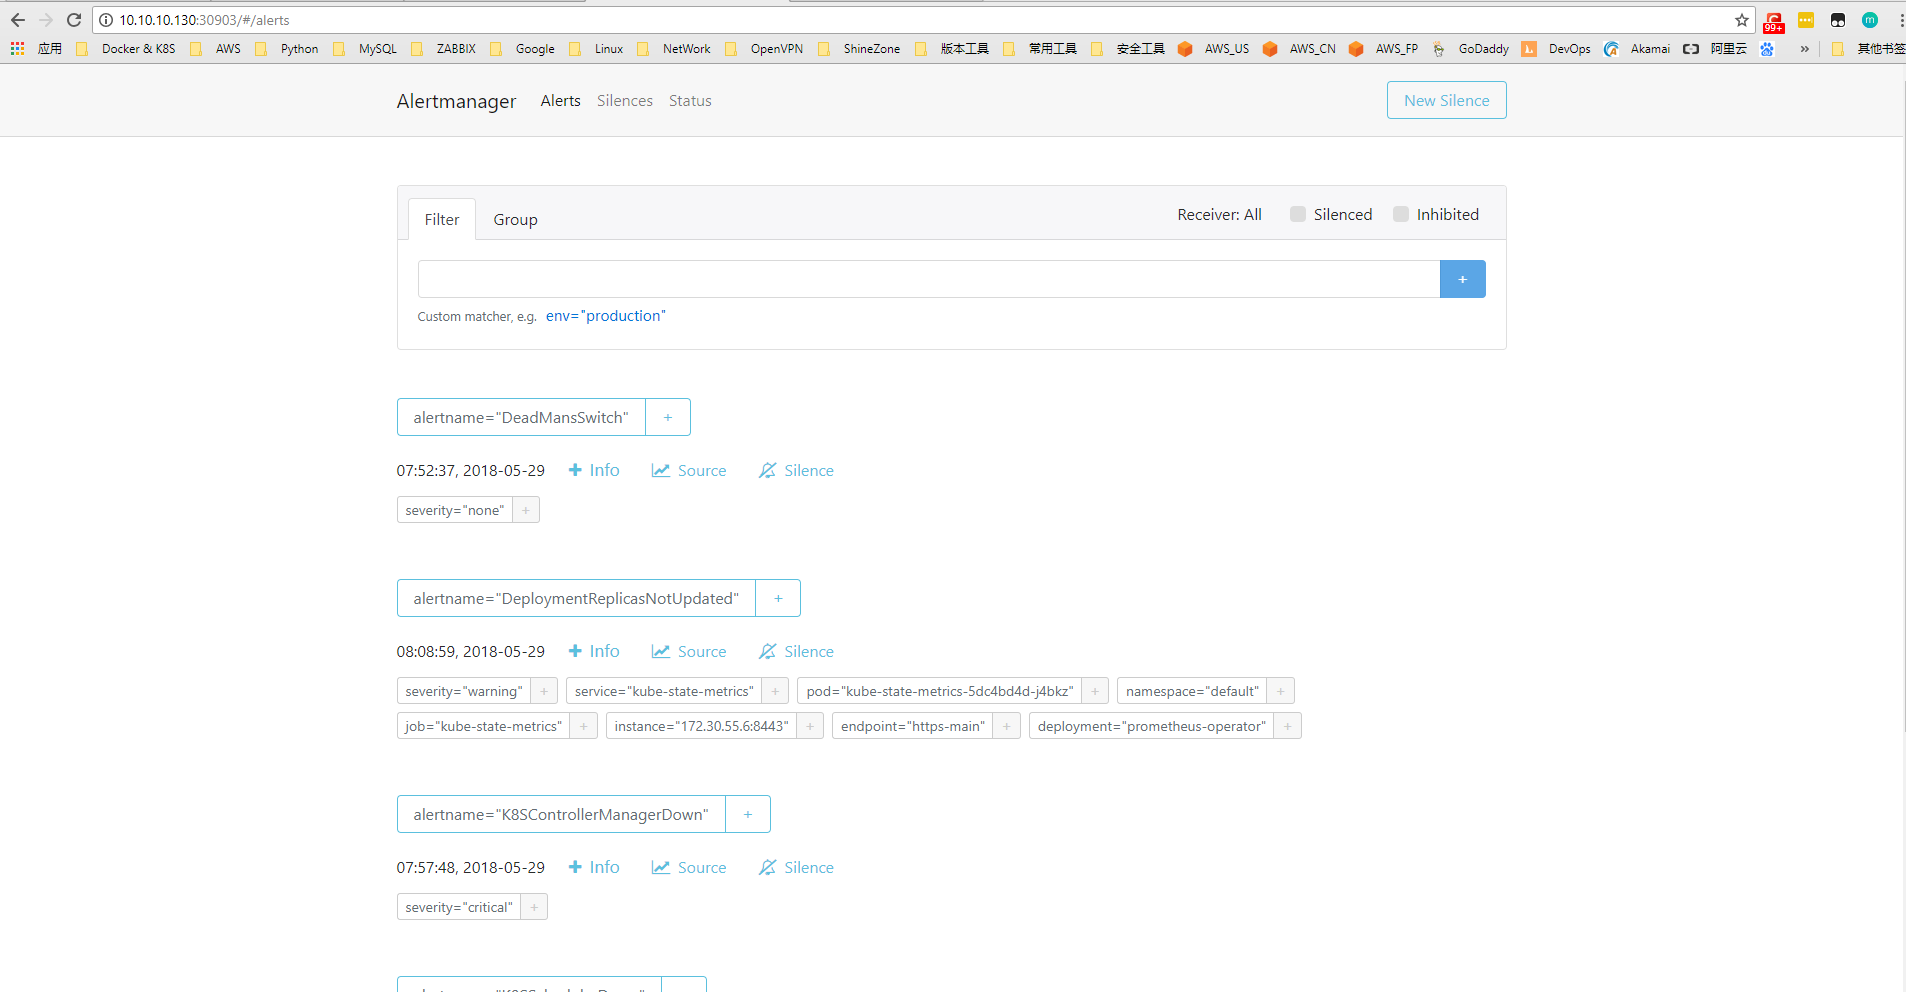 10.10.10.130:30903/#/alerts
99+
m
应用 Docker & K8S AWS Python MySQL ZABBIX Google Linux NetWork OpenVPN ShineZone 版本工具 常用工具 安全工具 AWS_US AWS_CN AWS_FP GoDaddy DevOps Akamai 阿里云 » 其他书签
Alertmanager Alerts Silences Status New Silence
Filter Group Receiver: All Silenced Inhibited
+
Custom matcher, e.g. env="production"
alertname="DeadMansSwitch" +
07:52:37, 2018-05-29 + Info Source Silence
severity="none" +
alertname="DeploymentReplicasNotUpdated" +
08:08:59, 2018-05-29 + Info Source Silence
severity="warning" + service="kube-state-metrics" + pod="kube-state-metrics-5dc4bd4d-j4bkz" + namespace="default" +
job="kube-state-metrics" + instance="172.30.55.6:8443" + endpoint="https-main" + deployment="prometheus-operator" +
alertname="K8SControllerManagerDown" +
07:57:48, 2018-05-29 + Info Source Silence
severity="critical" +